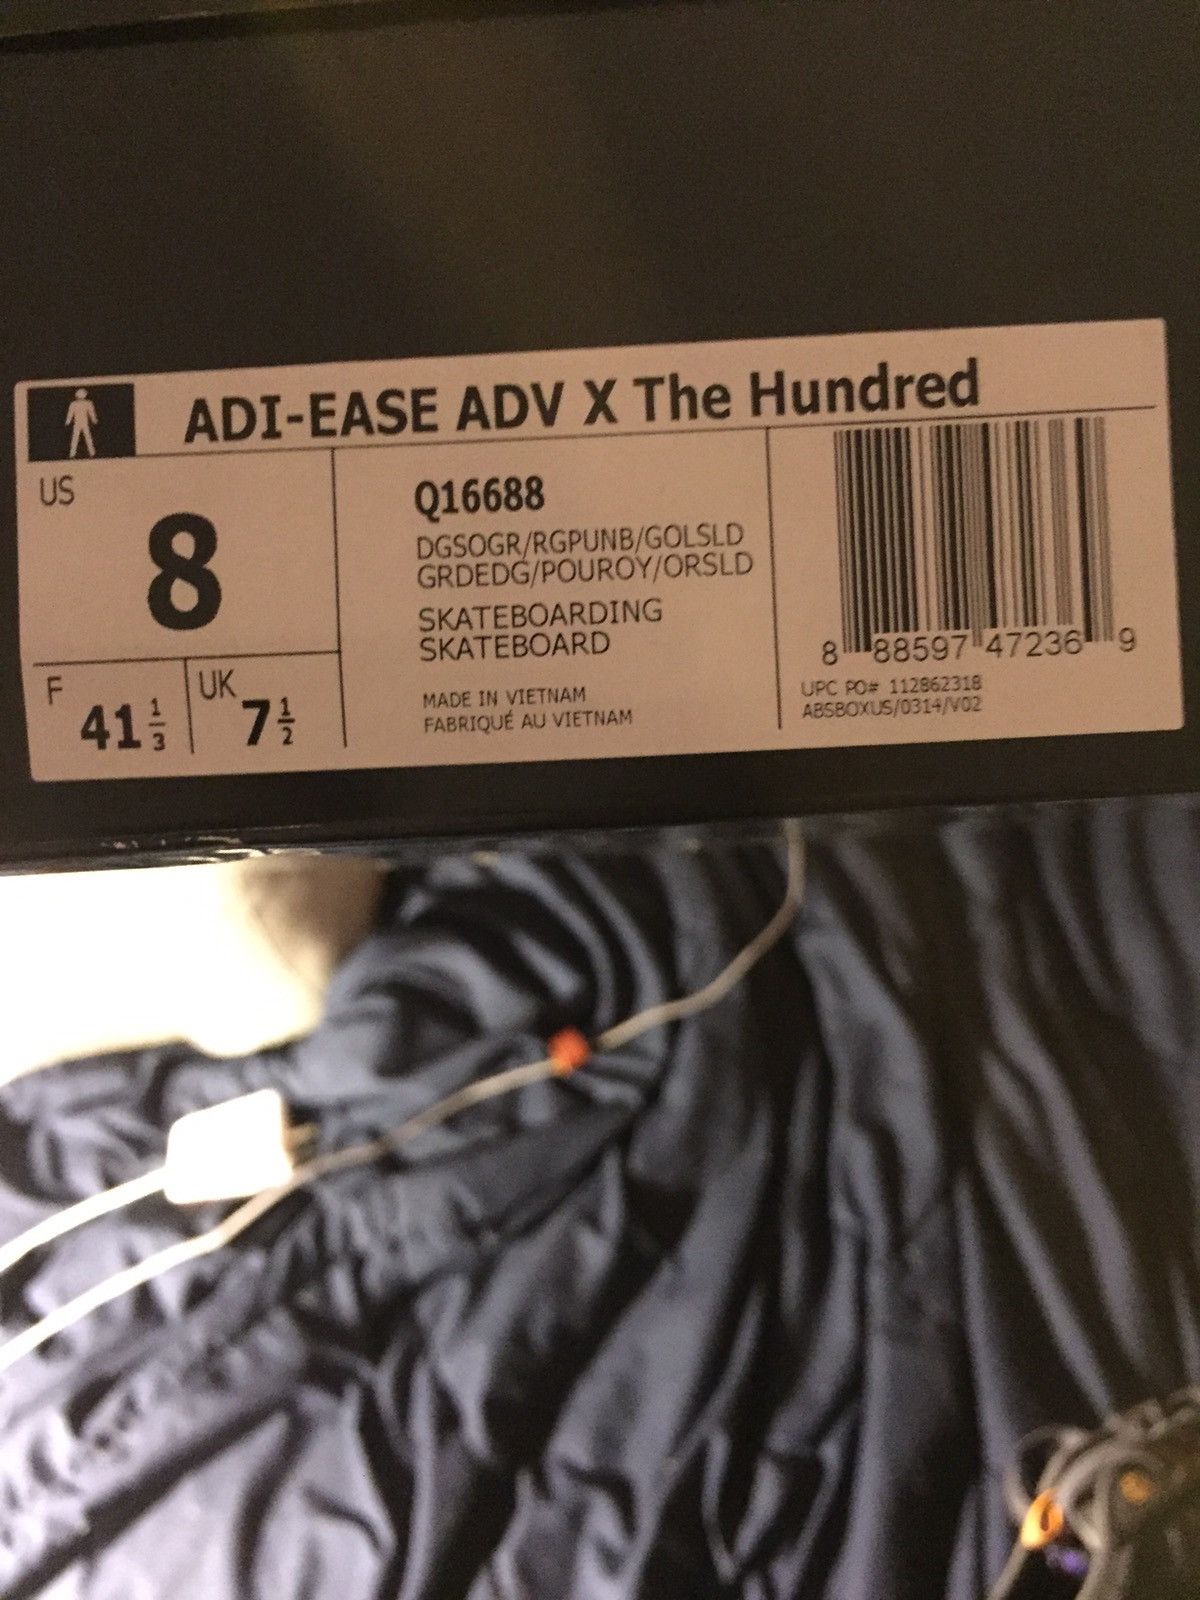 ADI-EASE ADV X The Hundred
US
8
F
41 1/3
UK
7 1/2
Q16688
DGSOGR/RGPUNB/GOLSLD
GRDEDG/POUROY/ORSLD
SKATEBOARDING
SKATEBOARD
MADE IN VIETNAM
FABRIQUÉ AU VIETNAM
8 88597 47236 9
UPC PO# 112862318
ABSBOXUS/0314/V02